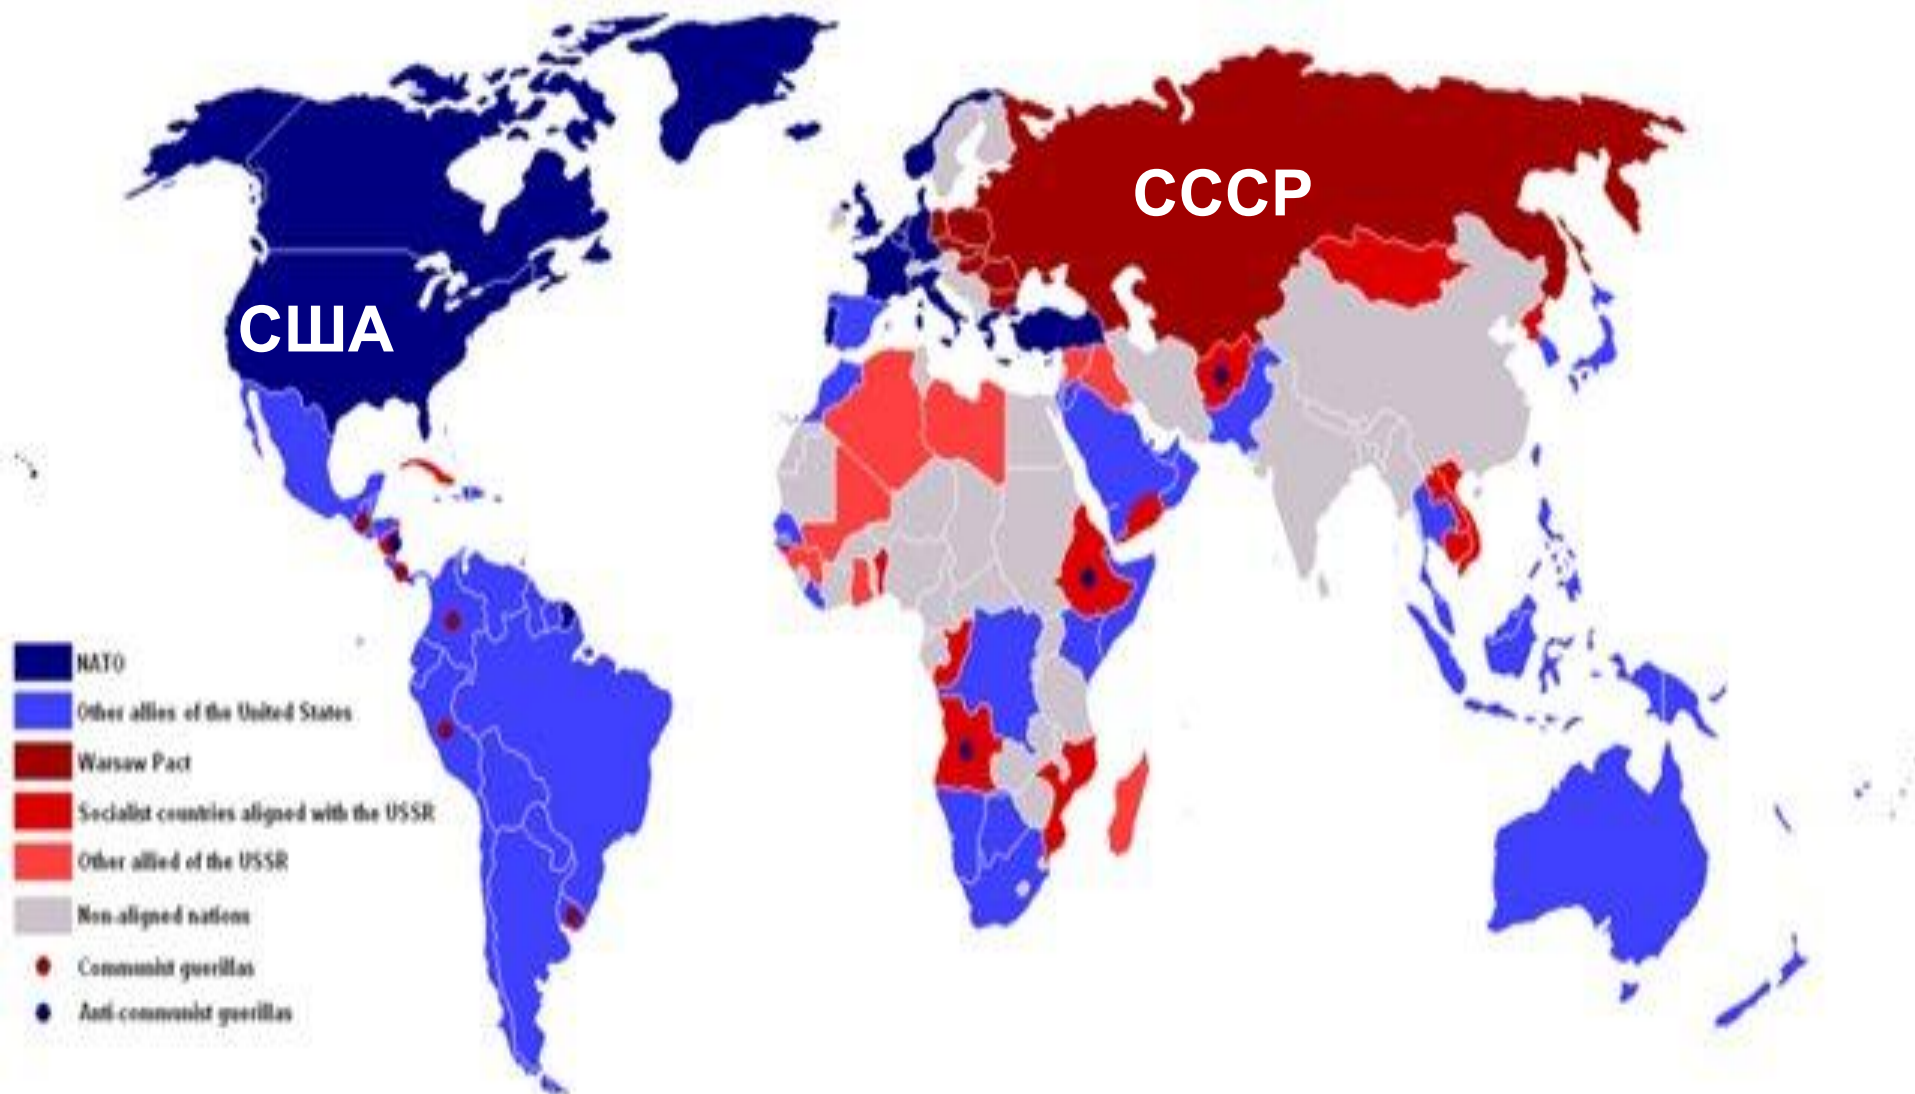 СССР
США
NATO
Other allies of the United States
Warsaw Pact
Socialist countries aligned with the USSR
Other allied of the USSR
Non-aligned nations
Communist guerillas
Anti-communist guerillas